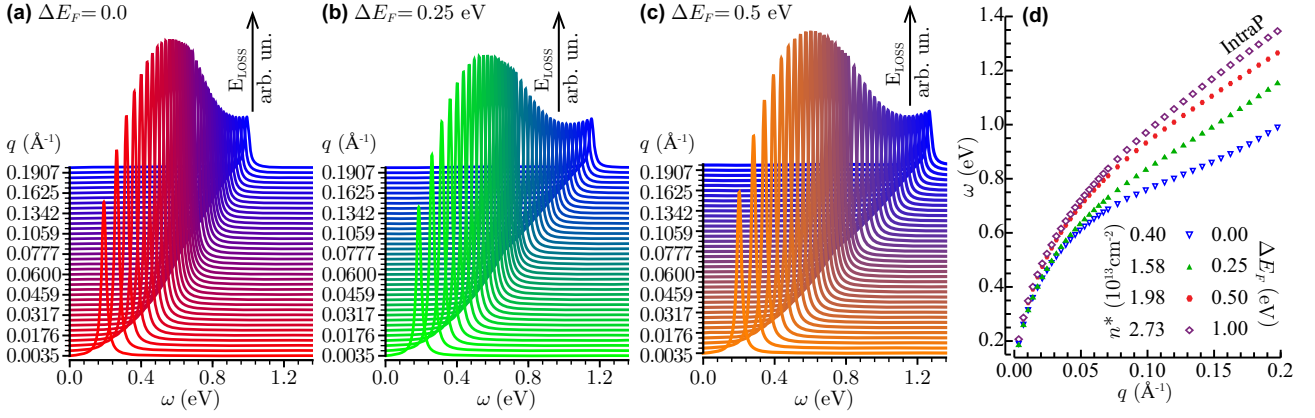 (a) ΔE_F=0.0
E_LOSS
arb. un.
q (Å⁻¹)
0.1907
0.1625
0.1342
0.1059
0.0777
0.0600
0.0459
0.0317
0.0176
0.0035
0.0 0.4 0.8 1.2
ω (eV)
(b) ΔE_F=0.25 eV
E_LOSS
arb. un.
q (Å⁻¹)
0.1907
0.1625
0.1342
0.1059
0.0777
0.0600
0.0459
0.0317
0.0176
0.0035
0.0 0.4 0.8 1.2
ω (eV)
(c) ΔE_F=0.5 eV
E_LOSS
arb. un.
q (Å⁻¹)
0.1907
0.1625
0.1342
0.1059
0.0777
0.0600
0.0459
0.0317
0.0176
0.0035
0.0 0.4 0.8 1.2
ω (eV)
(d)
IntraP
ω (eV)
1.4
1.2
1.0
0.8
0.6
0.4
0.2
n* (10¹³cm⁻²)
0.40 0.00
1.58 0.25
1.98 0.50
2.73 1.00
ΔE_F (eV)
0.00 0.05 0.10 0.15 0.2
q (Å⁻¹)